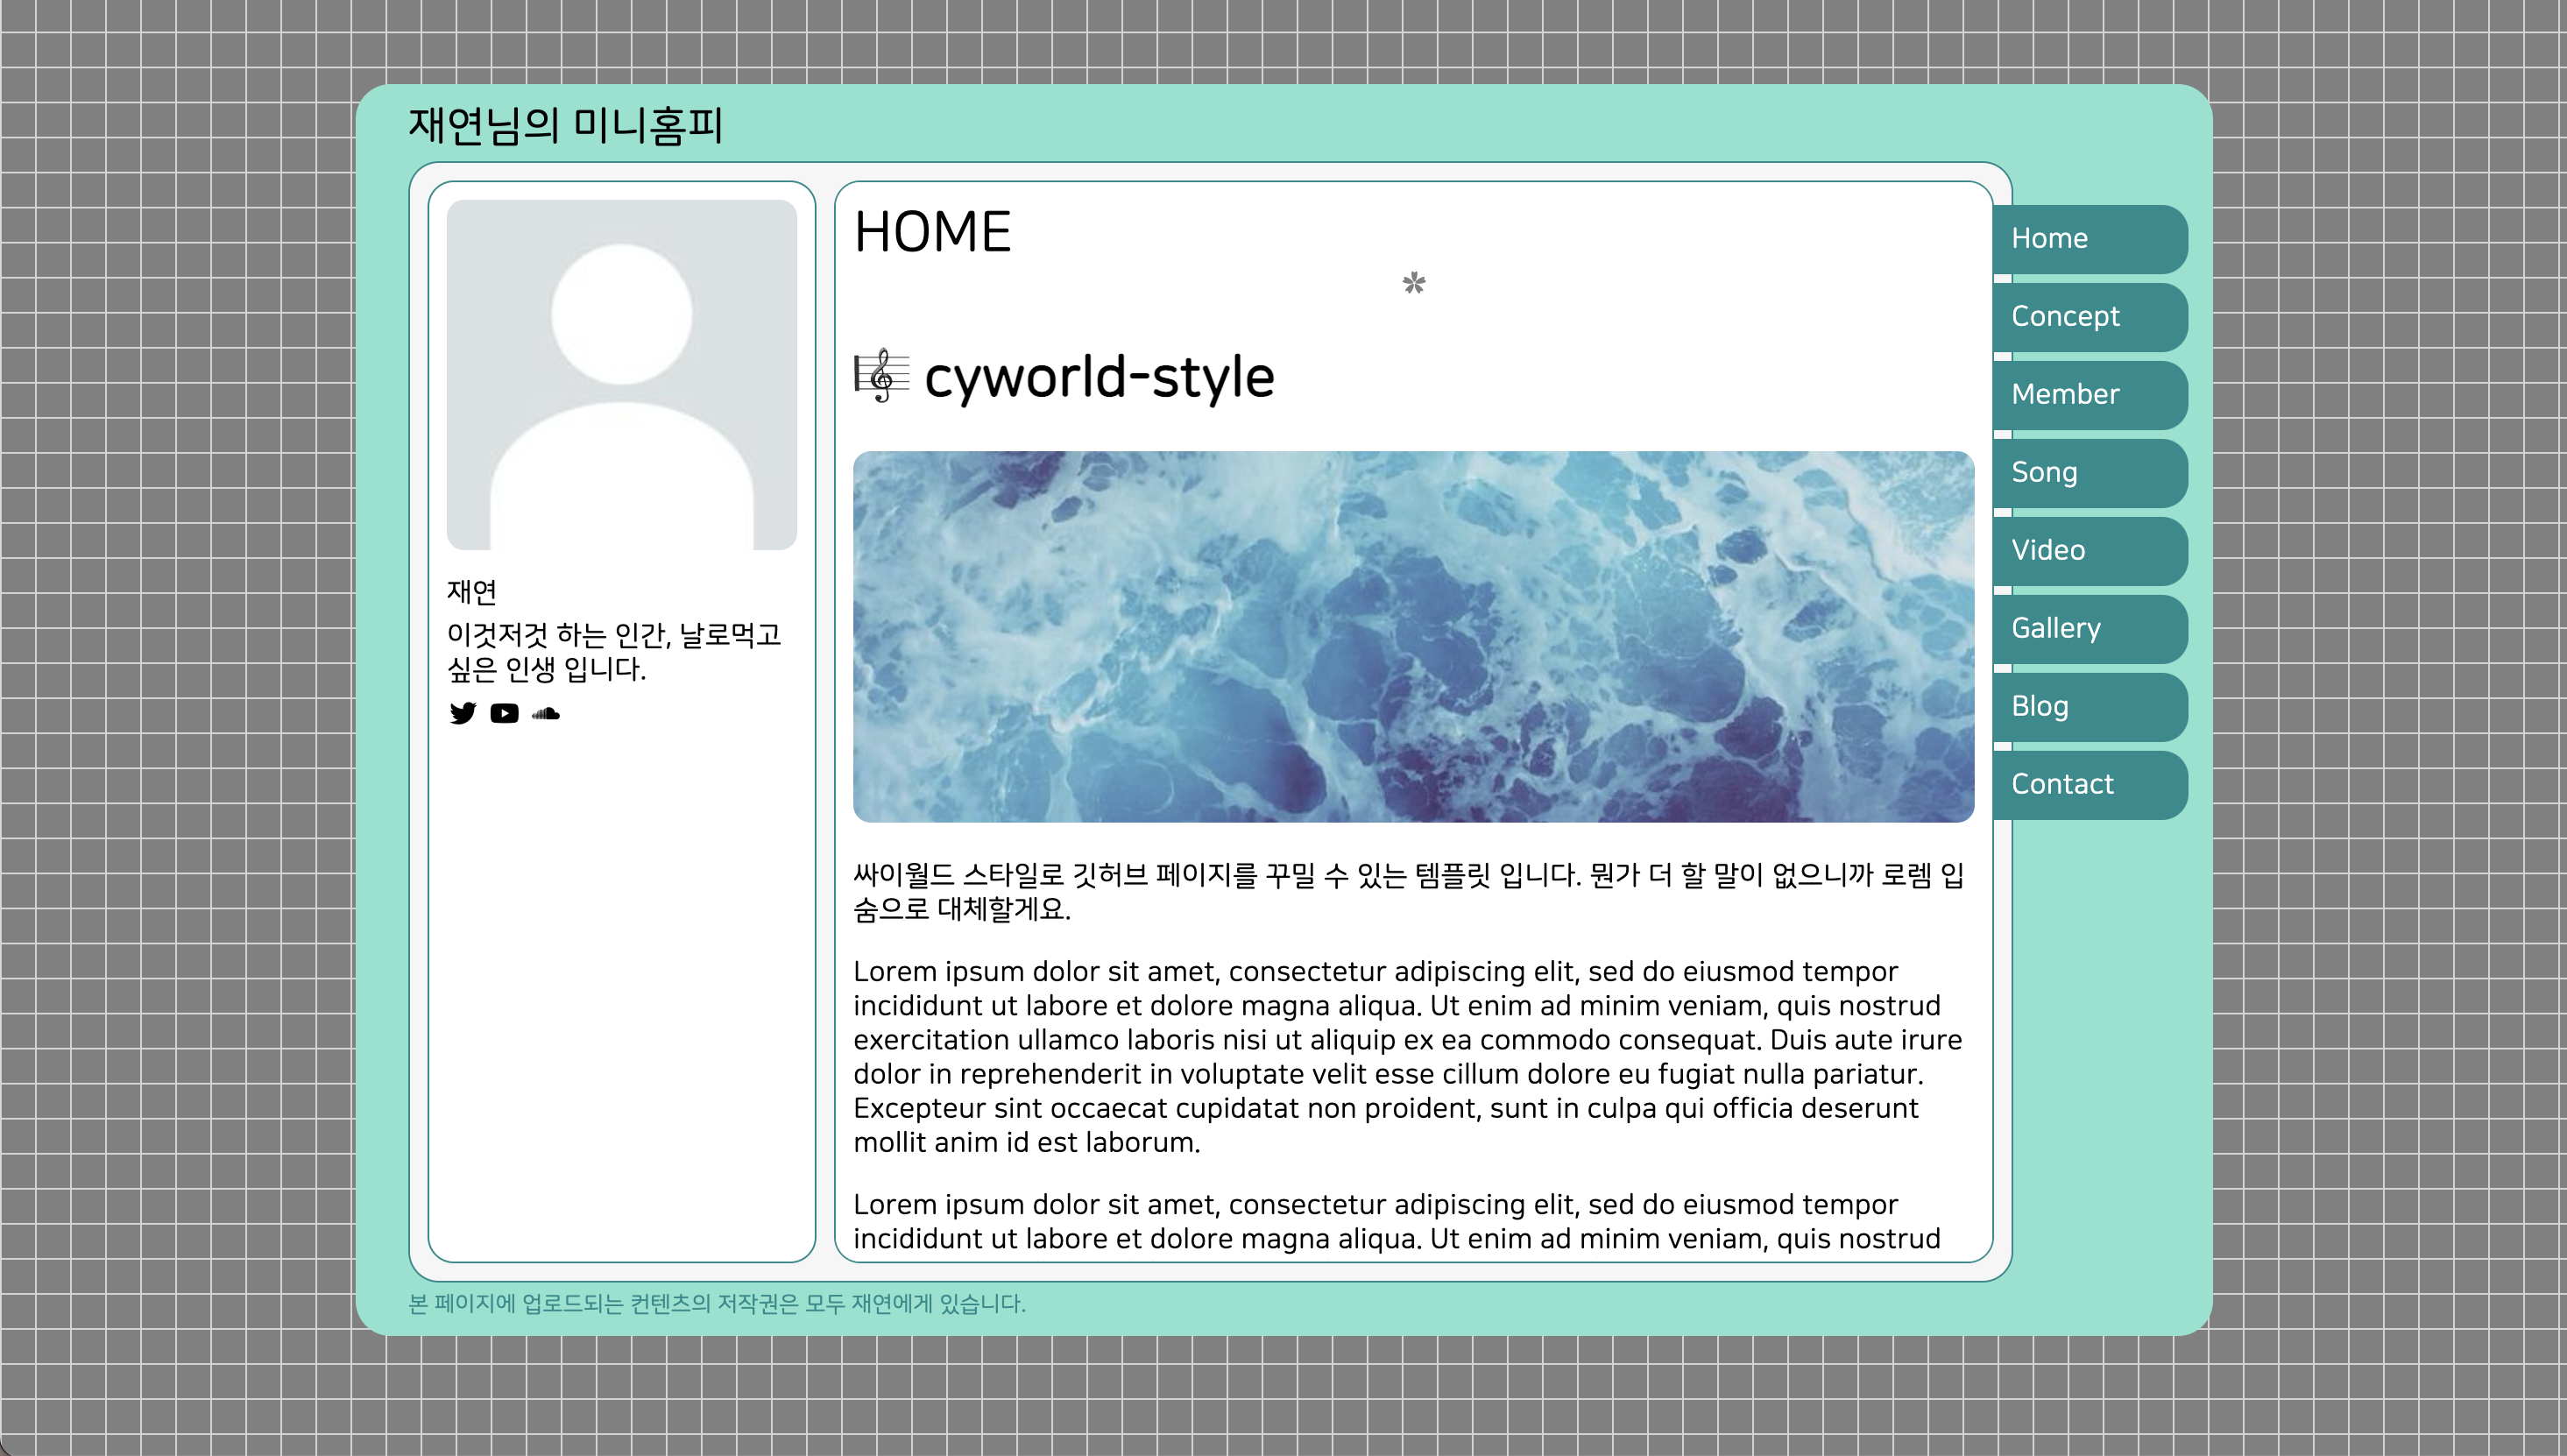 재연님의 미니홈피
재연
이것저것 하는 인간, 날로먹고
싶은 인생 입니다.
HOME
cyworld-style
싸이월드 스타일로 깃허브 페이지를 꾸밀 수 있는 템플릿 입니다. 뭔가 더 할 말이 없으니까 로렘 입
숨으로 대체할게요.
Lorem ipsum dolor sit amet, consectetur adipiscing elit, sed do eiusmod tempor
incididunt ut labore et dolore magna aliqua. Ut enim ad minim veniam, quis nostrud
exercitation ullamco laboris nisi ut aliquip ex ea commodo consequat. Duis aute irure
dolor in reprehenderit in voluptate velit esse cillum dolore eu fugiat nulla pariatur.
Excepteur sint occaecat cupidatat non proident, sunt in culpa qui officia deserunt
mollit anim id est laborum.
Lorem ipsum dolor sit amet, consectetur adipiscing elit, sed do eiusmod tempor
incididunt ut labore et dolore magna aliqua. Ut enim ad minim veniam, quis nostrud
Home
Concept
Member
Song
Video
Gallery
Blog
Contact
본 페이지에 업로드되는 컨텐츠의 저작권은 모두 재연에게 있습니다.